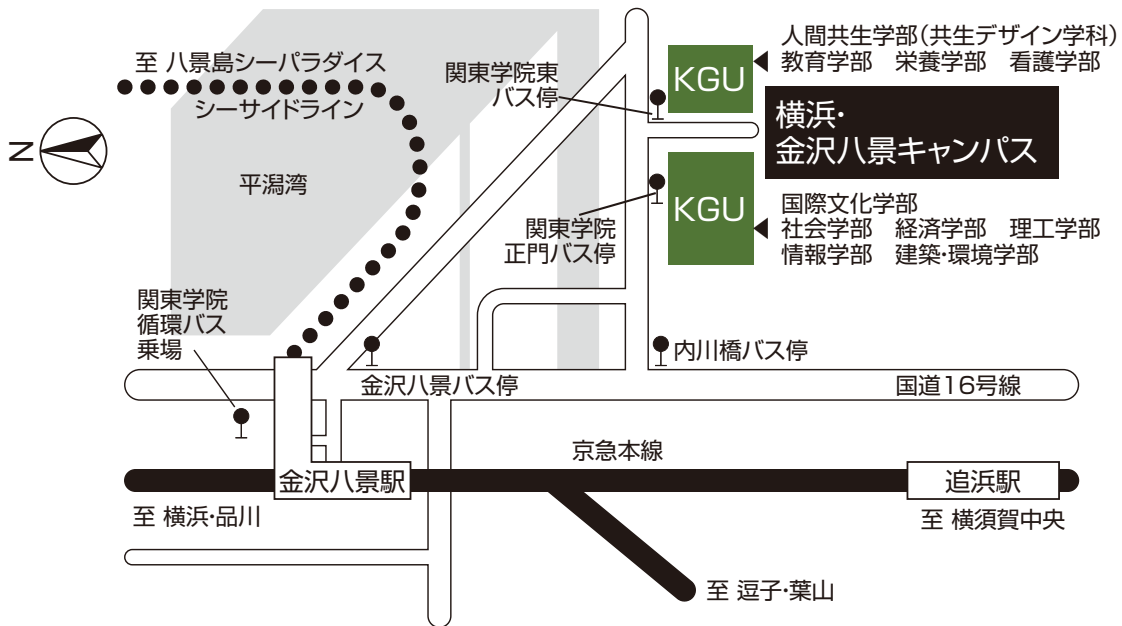 人間共生学部(共生デザイン学科)
教育学部 栄養学部 看護学部
至 八景島シーパラダイス
関東学院東
バス停
KGU
シーサイドライン
横浜・
金沢八景キャンパス
N
平潟湾
KGU
国際文化学部
社会学部 経済学部 理工学部
情報学部 建築・環境学部
関東学院
正門バス停
関東学院
循環バス
乗場
内川橋バス停
金沢八景バス停
国道16号線
京急本線
金沢八景駅
追浜駅
至 横浜・品川
至 横須賀中央
至 逗子・葉山